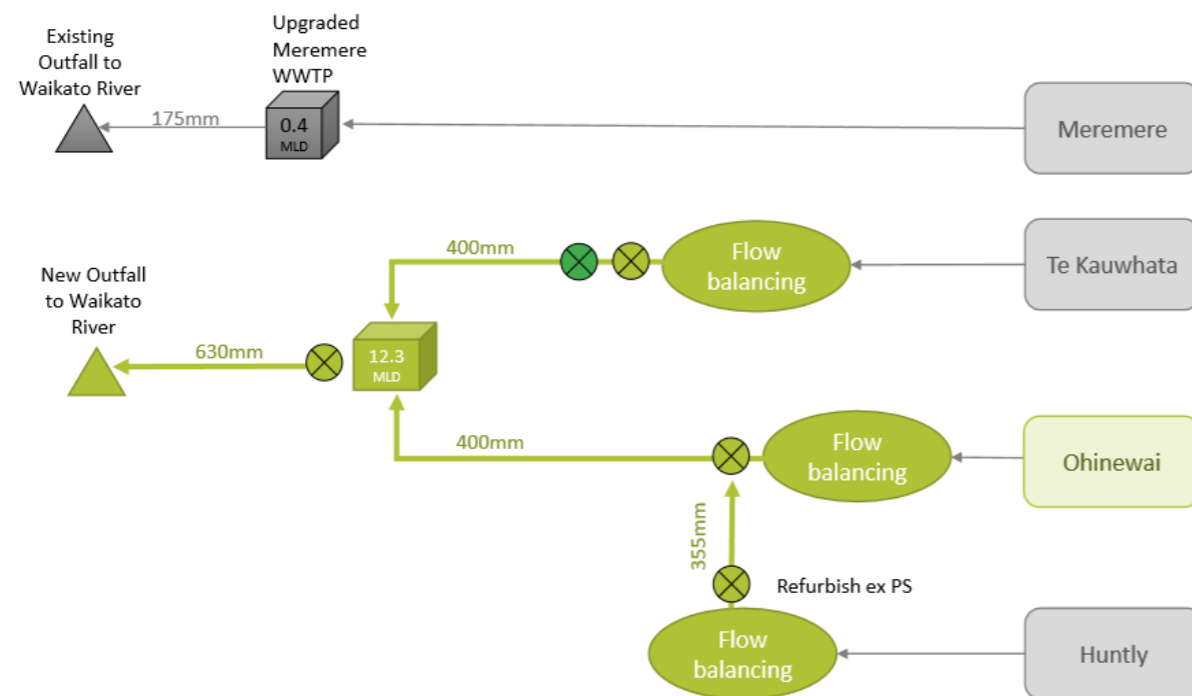 Existing
Outfall to
Waikato River
Upgraded
Meremere
WWTP
175mm
0.4
MLD
Meremere
New Outfall
to Waikato
River
400mm
Flow
balancing
Te Kauwhata
630mm
12.3
MLD
400mm
Flow
balancing
Ohinewai
355mm
Refurbish ex PS
Flow
balancing
Huntly